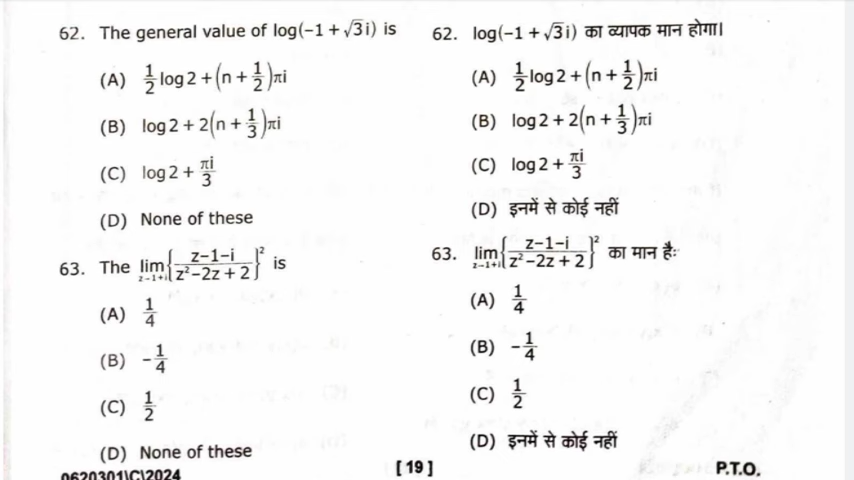 62. The general value of log(−1 + √3i) is
(A) 1/2 log 2 + (n + 1/2)πi
(B) log 2 + 2(n + 1/3)πi
(C) log 2 + πi/3
(D) None of these
63. The lim z→1+i { z−1−i / z²−2z + 2 }² is
(A) 1/4
(B) −1/4
(C) 1/2
(D) None of these
62. log(−1 + √3i) का व्यापक मान होगा।
(A) 1/2 log 2 + (n + 1/2)πi
(B) log 2 + 2(n + 1/3)πi
(C) log 2 + πi/3
(D) इनमें से कोई नहीं
63. lim z→1+i { z−1−i / z²−2z + 2 }² का मान हैः
(A) 1/4
(B) −1/4
(C) 1/2
(D) इनमें से कोई नहीं
0620301\C\2024 [ 19 ] P.T.O.